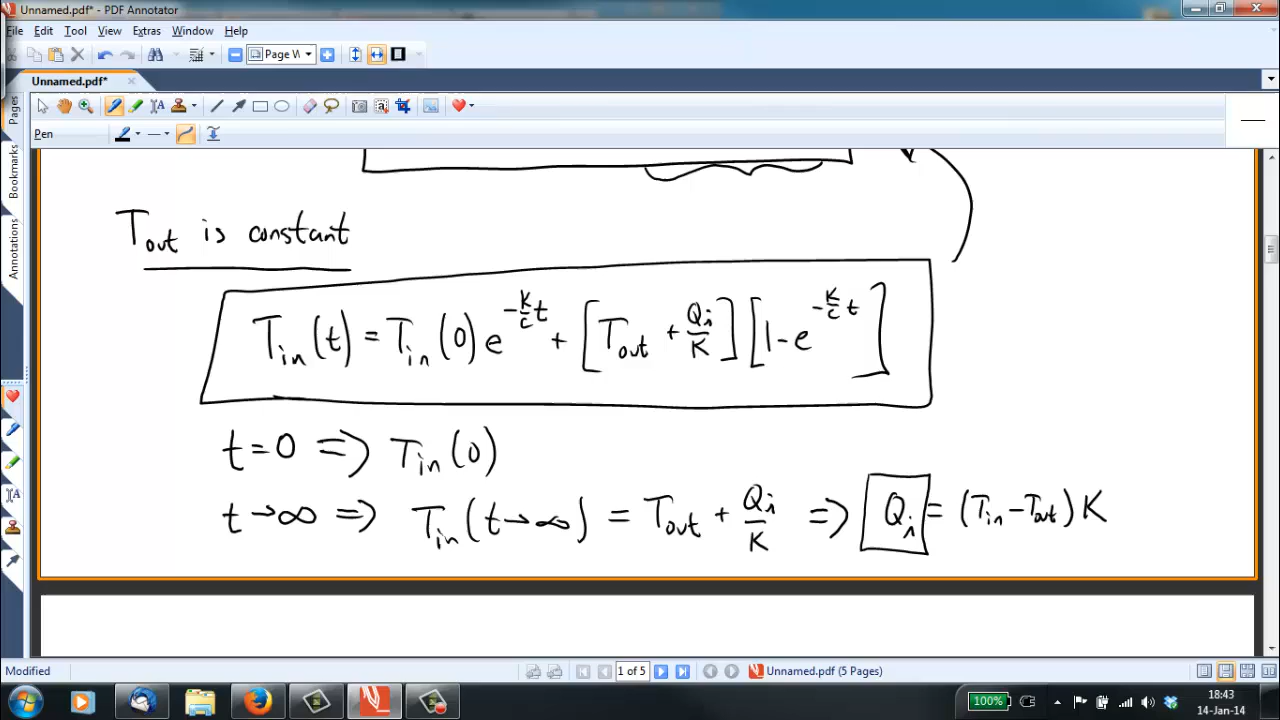 Unnamed.pdf* - PDF Annotator
File Edit Tool View Extras Window Help
Page W
Unnamed.pdf*
Pen
Pages
Bookmarks
Annotations
T_out is constant
T_in(t) = T_in(0) e^{-K/C t} + [T_out + Q_i/K] [1 - e^{-K/C t}]
t = 0 => T_in(0)
t → ∞ => T_in(t → ∞) = T_out + Q_i/K => Q_i = (T_in - T_out) K
1 of 5
Unnamed.pdf (5 Pages)
Modified
100%
18:43
14-Jan-14